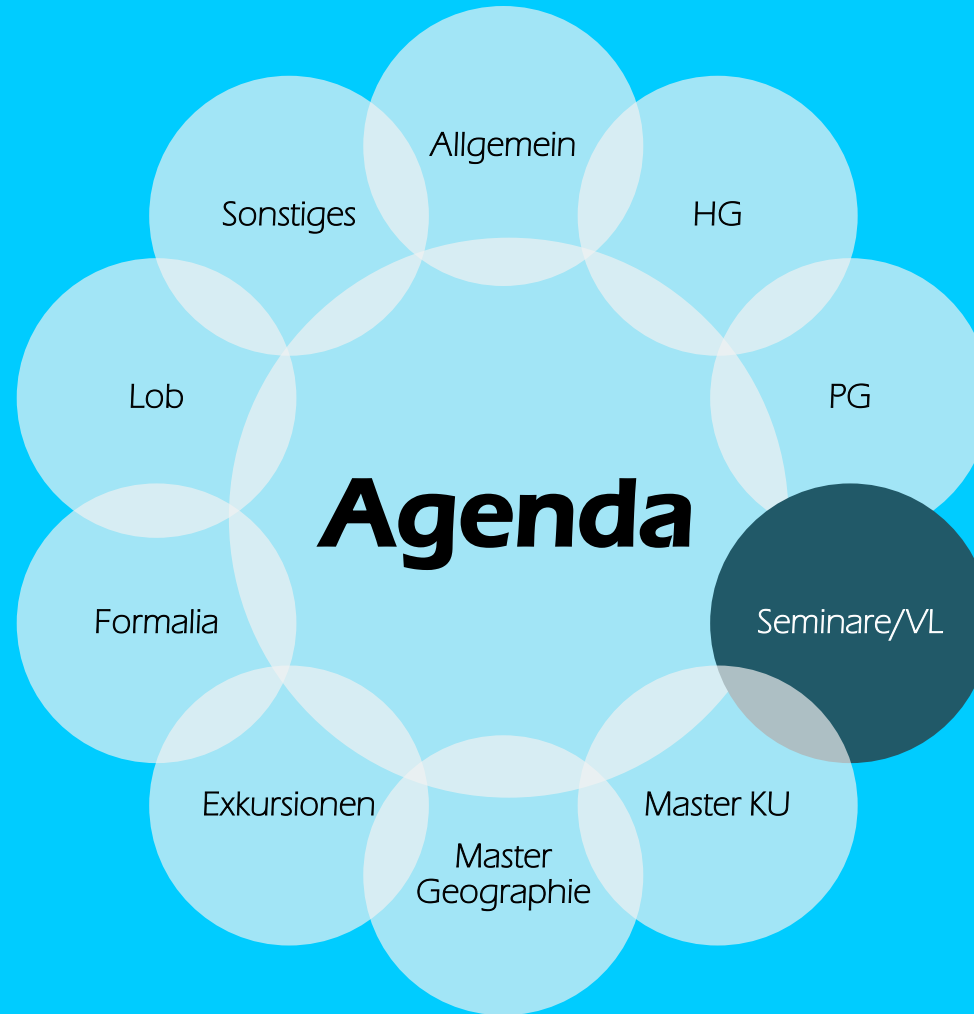 Allgemein
Sonstiges
HG
Lob
PG
Agenda
Formalia
Seminare/VL
Exkursionen
Master KU
Master
Geographie